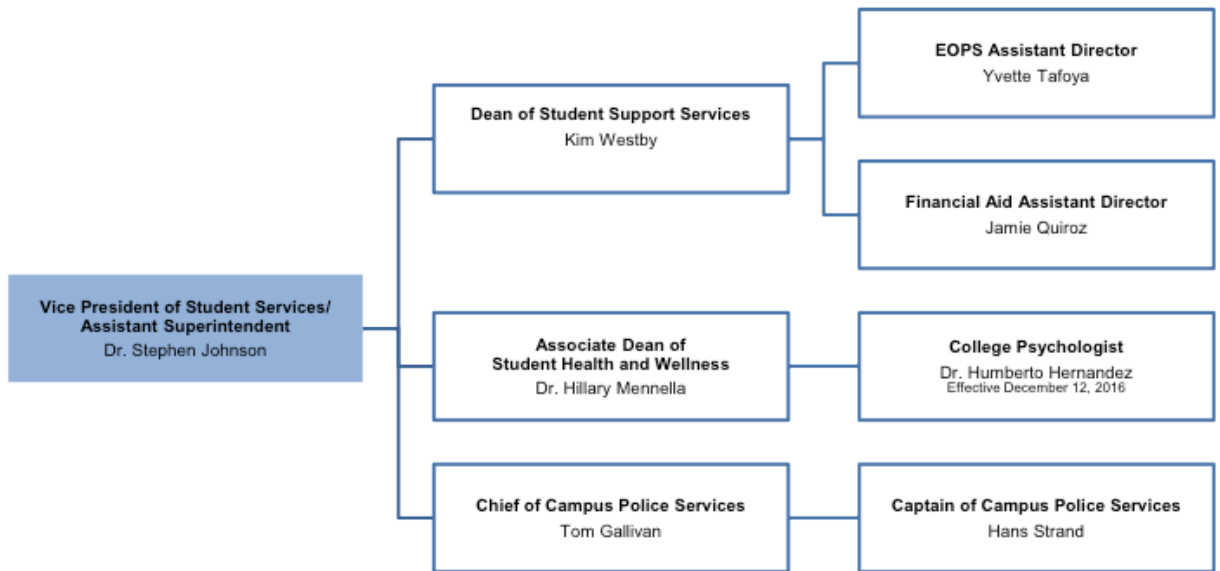 EOPS Assistant Director
Yvette Tafoya
Dean of Student Support Services
Kim Westby
Financial Aid Assistant Director
Jamie Quiroz
Vice President of Student Services/
Assistant Superintendent
Dr. Stephen Johnson
Associate Dean of
Student Health and Wellness
Dr. Hillary Mennella
College Psychologist
Dr. Humberto Hernandez
Effective December 12, 2016
Chief of Campus Police Services
Tom Gallivan
Captain of Campus Police Services
Hans Strand